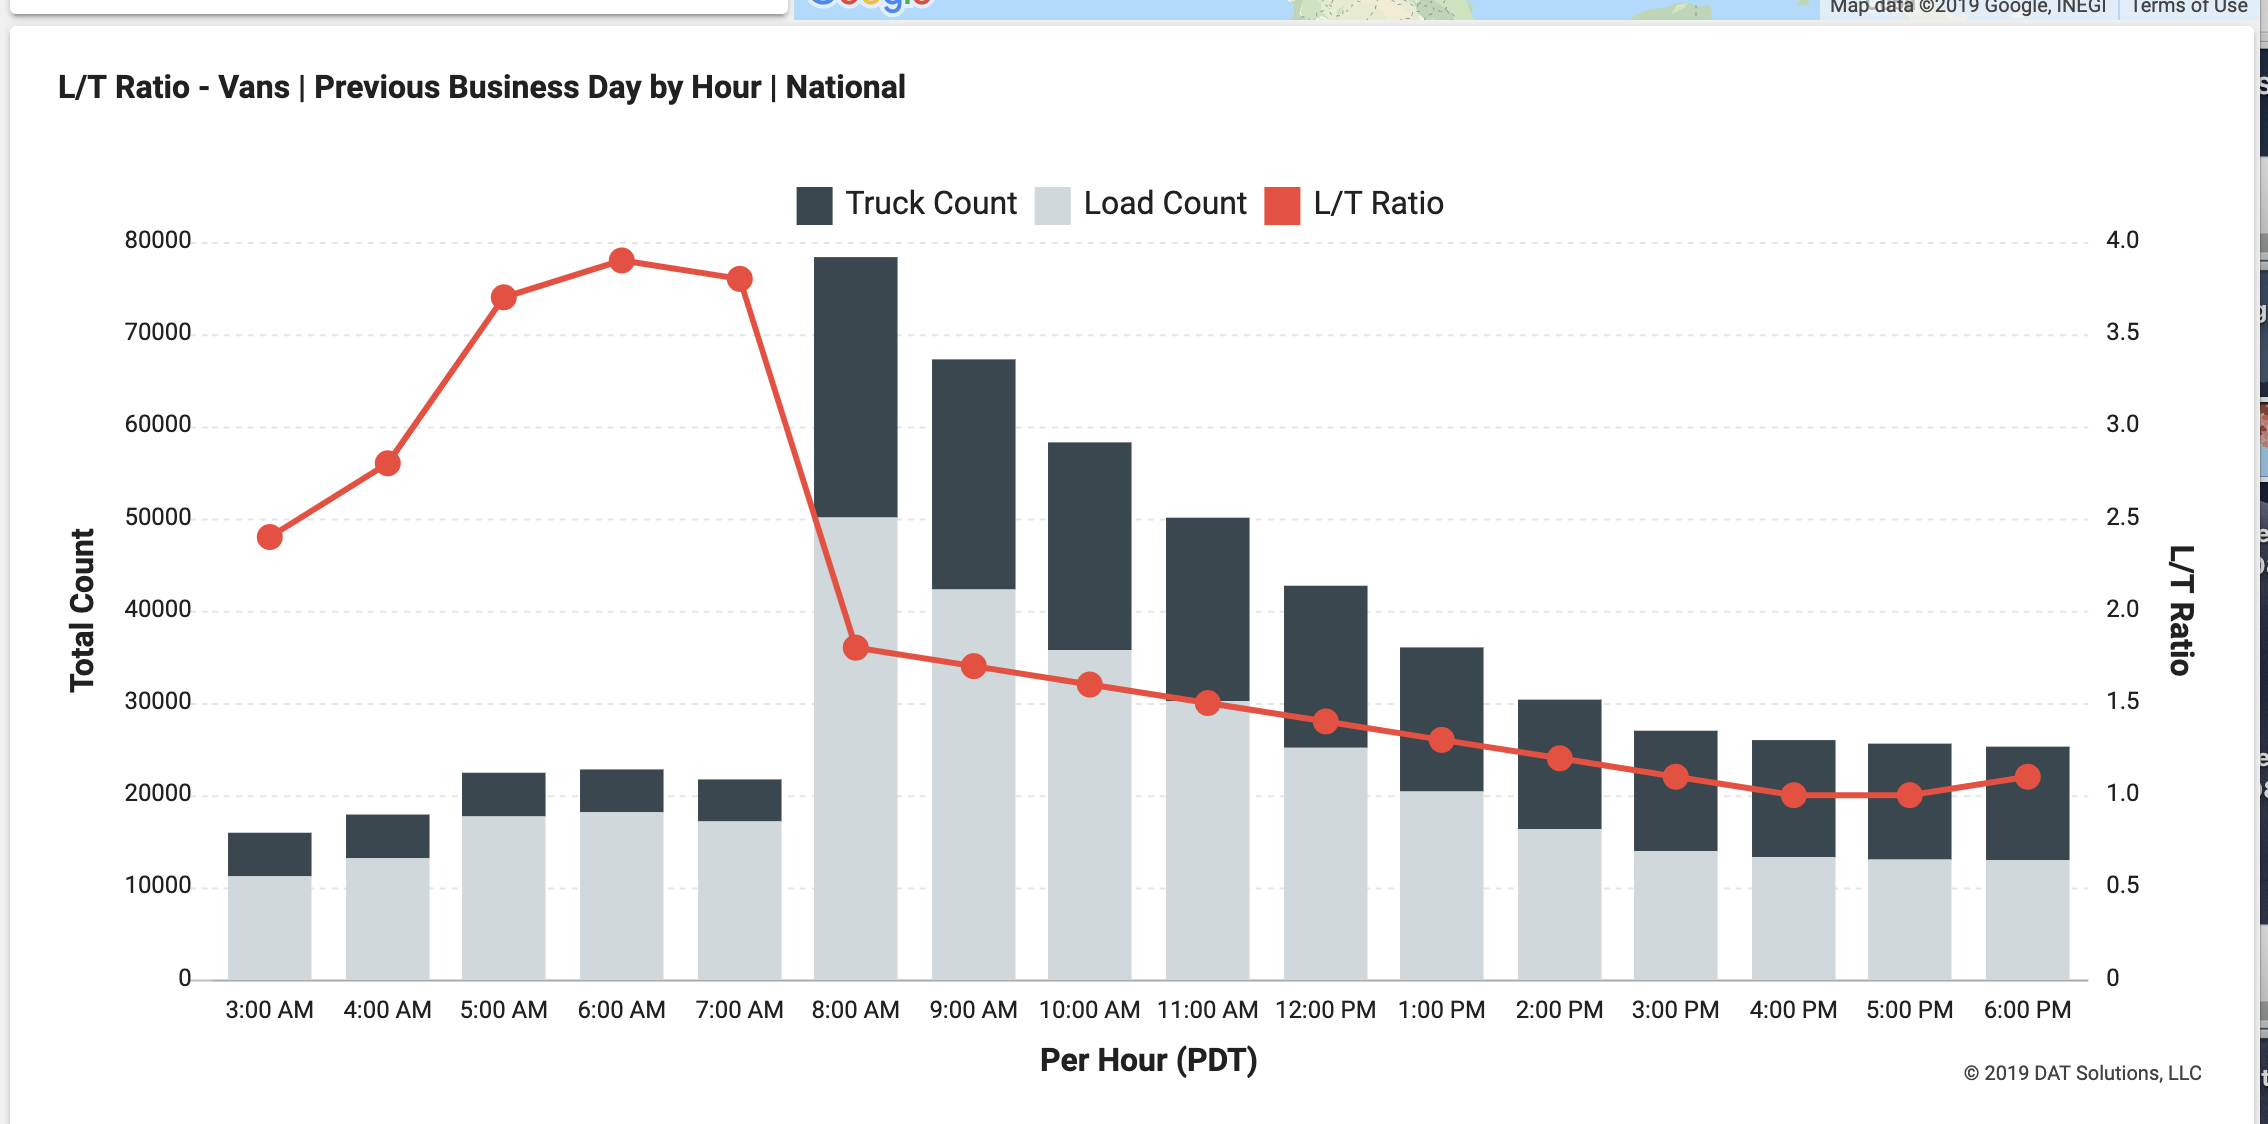 Google
Map data ©2019 Google, INEGI
Terms of Use
L/T Ratio - Vans | Previous Business Day by Hour | National
Truck Count
Load Count
L/T Ratio
80000
70000
60000
50000
40000
30000
20000
10000
0
Total Count
4.0
3.5
3.0
2.5
2.0
1.5
1.0
0.5
0
L/T Ratio
3:00 AM 4:00 AM 5:00 AM 6:00 AM 7:00 AM 8:00 AM 9:00 AM 10:00 AM 11:00 AM 12:00 PM 1:00 PM 2:00 PM 3:00 PM 4:00 PM 5:00 PM 6:00 PM
Per Hour (PDT)
© 2019 DAT Solutions, LLC